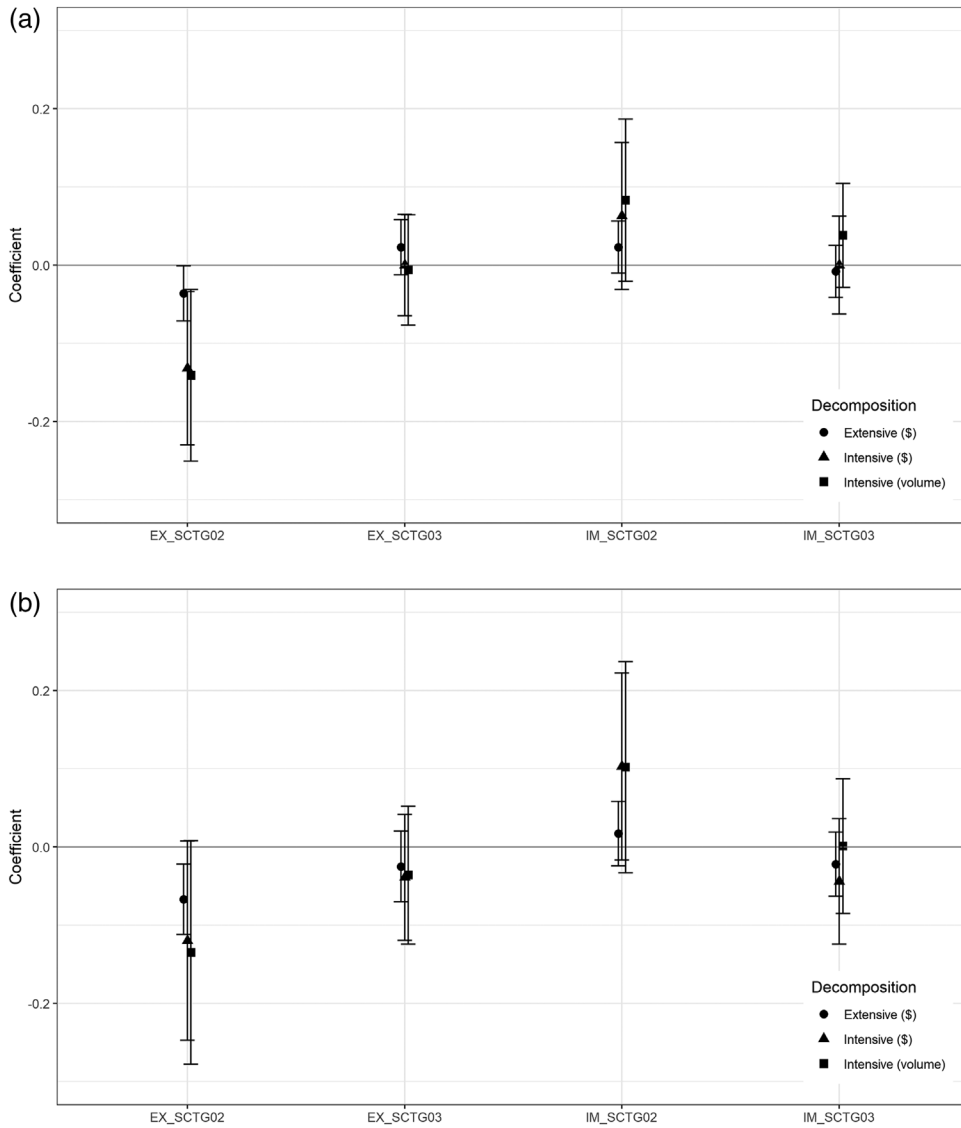 (a)
0.2
0.0
-0.2
Coefficient
Decomposition
Extensive ($)
Intensive ($)
Intensive (volume)
EX_SCTG02 EX_SCTG03 IM_SCTG02 IM_SCTG03
(b)
0.2
0.0
-0.2
Coefficient
Decomposition
Extensive ($)
Intensive ($)
Intensive (volume)
EX_SCTG02 EX_SCTG03 IM_SCTG02 IM_SCTG03